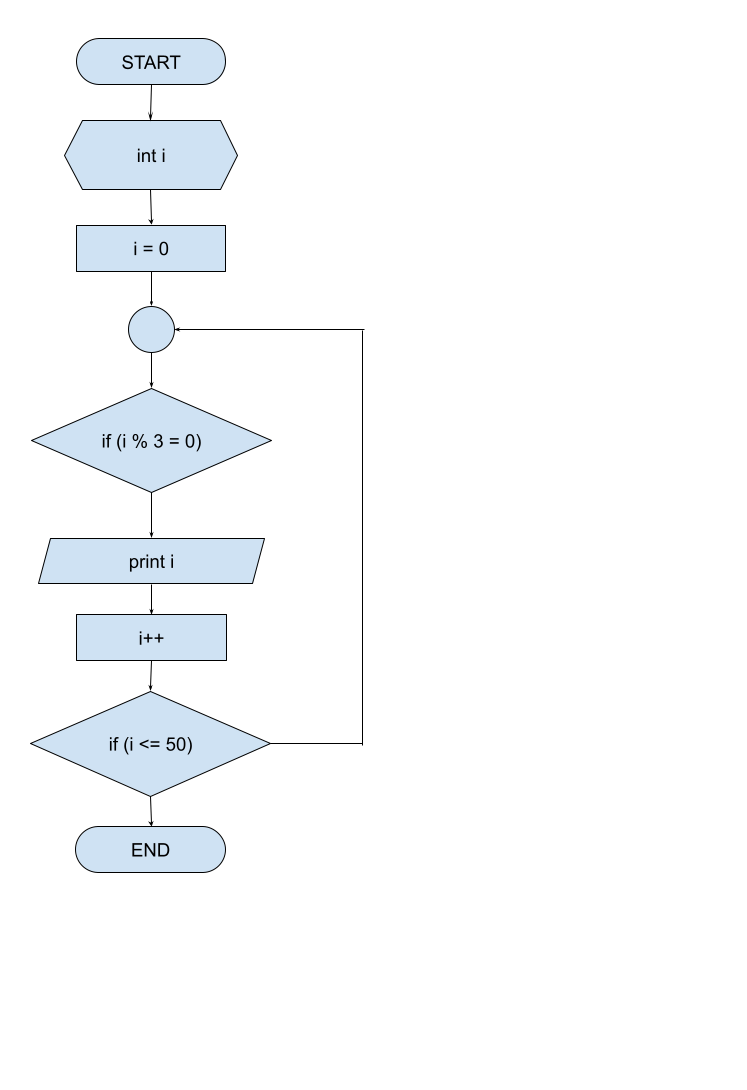 START
int i
i = 0
if (i % 3 = 0)
print i
i++
if (i <= 50)
END